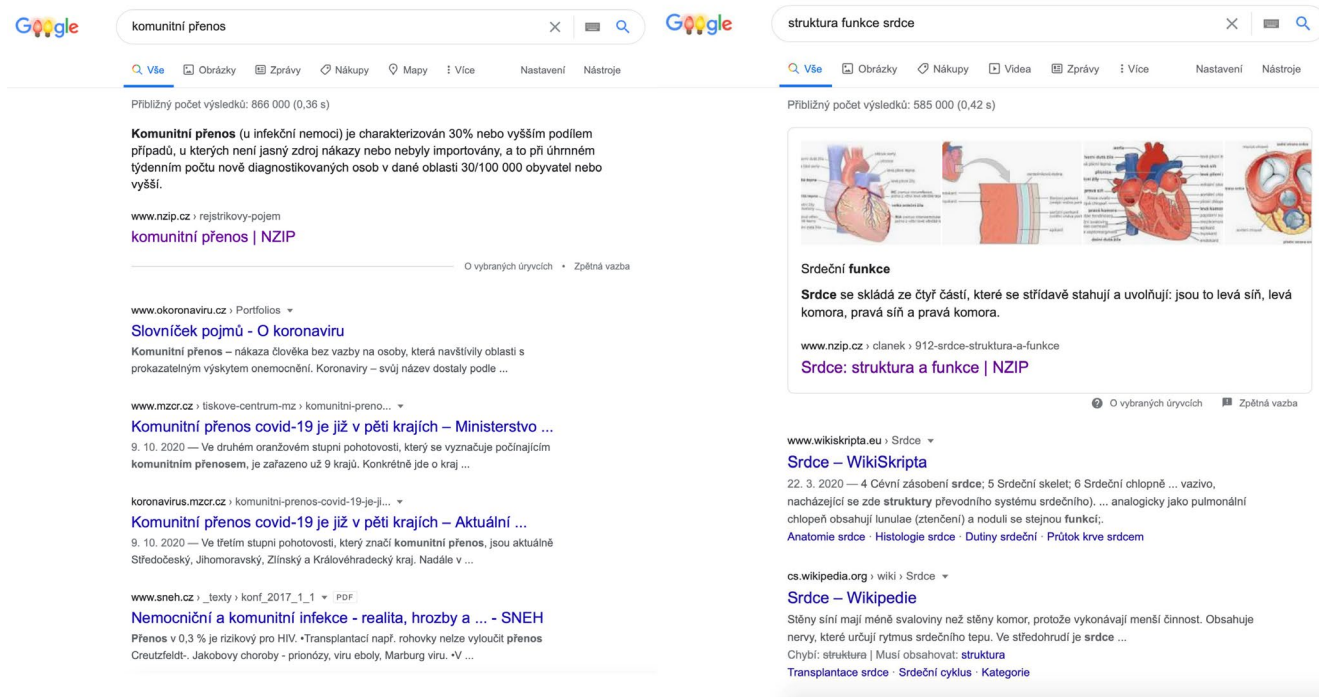 Google
komunitní přenos
Vše Obrázky Zprávy Nákupy Mapy Více Nastavení Nástroje
Přibližný počet výsledků: 866 000 (0,36 s)
Komunitní přenos (u infekční nemoci) je charakterizován 30% nebo vyšším podílem
případů, u kterých není jasný zdroj nákazy nebo nebyly importovány, a to při úhrnném
týdenním počtu nově diagnostikovaných osob v dané oblasti 30/100 000 obyvatel nebo
vyšší.
www.nzip.cz › rejstrikovy-pojem
komunitní přenos | NZIP
O vybraných úryvcích • Zpětná vazba
www.okoronaviru.cz › Portfolios
Slovníček pojmů - O koronaviru
Komunitní přenos – nákaza člověka bez vazby na osoby, která navštívily oblasti s
prokazatelným výskytem onemocnění. Koronaviry – svůj název dostaly podle ...
www.mzcr.cz › tiskove-centrum-mz › komunitni-preno...
Komunitní přenos covid-19 je již v pěti krajích – Ministerstvo ...
9. 10. 2020 — Ve druhém oranžovém stupni pohotovosti, který se vyznačuje počínajícím
komunitním přenosem, je zařazeno už 9 krajů. Konkrétně jde o kraj ...
koronavirus.mzcr.cz › komunitni-prenos-covid-19-je-ji...
Komunitní přenos covid-19 je již v pěti krajích – Aktuální ...
9. 10. 2020 — Ve třetím stupni pohotovosti, který značí komunitní přenos, jsou aktuálně
Středočeský, Jihomoravský, Zlínský a Královéhradecký kraj. Nadále v ...
www.sneh.cz › _texty › konf_2017_1_1 PDF
Nemocniční a komunitní infekce - realita, hrozby a ... - SNEH
Přenos v 0,3 % je rizikový pro HIV. •Transplantací např. rohovky nelze vyloučit přenos
Creutzfeldt-. Jakobovy choroby - prionózy, viru eboly, Marburg viru. •V ...
Google
struktura funkce srdce
Vše Obrázky Nákupy Videa Zprávy Více Nastavení Nástroje
Přibližný počet výsledků: 585 000 (0,42 s)
Srdeční funkce
Srdce se skládá ze čtyř částí, které se střídavě stahují a uvolňují: jsou to levá síň, levá
komora, pravá síň a pravá komora.
www.nzip.cz › clanek › 912-srdce-struktura-a-funkce
Srdce: struktura a funkce | NZIP
O vybraných úryvcích Zpětná vazba
www.wikiskripta.eu › Srdce
Srdce – WikiSkripta
22. 3. 2020 — 4 Cévní zásobení srdce; 5 Srdeční skelet; 6 Srdeční chlopně ... vazivo,
nacházející se zde struktury převodního systému srdečního). ... analogicky jako pulmonální
chlopeň obsahují lunulae (ztenčení) a noduli se stejnou funkcí;.
Anatomie srdce · Histologie srdce · Dutiny srdeční · Průtok krve srdcem
cs.wikipedia.org › wiki › Srdce
Srdce – Wikipedie
Stěny síní mají méně svaloviny než stěny komor, protože vykonávají menší činnost. Obsahuje
nervy, které určují rytmus srdečního tepu. Ve středohrudí je srdce ...
Chybí: struktura | Musí obsahovat: struktura
Transplantace srdce · Srdeční cyklus · Kategorie